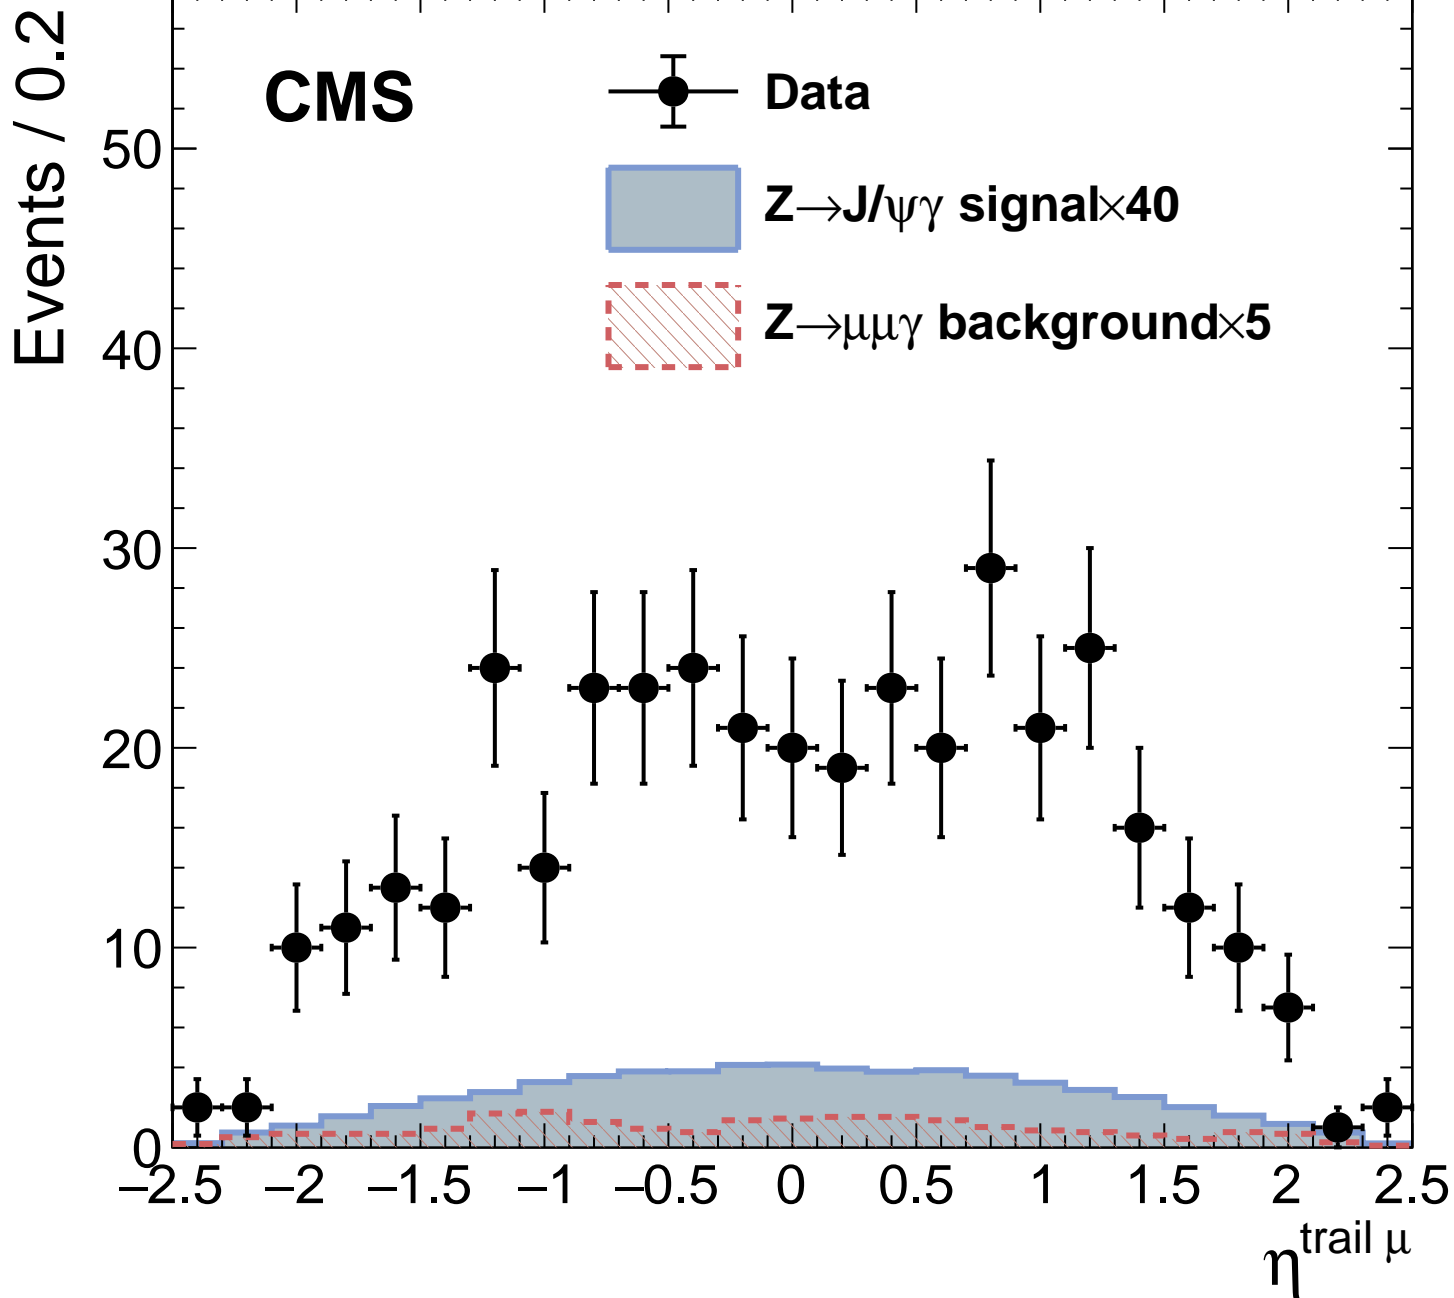 Events / 0.2
CMS
Data
Z→J/ψγ signal×40
Z→μμγ background×5
50
40
30
20
10
0
−2.5 −2 −1.5 −1 −0.5 0 0.5 1 1.5 2 2.5
η^trail μ